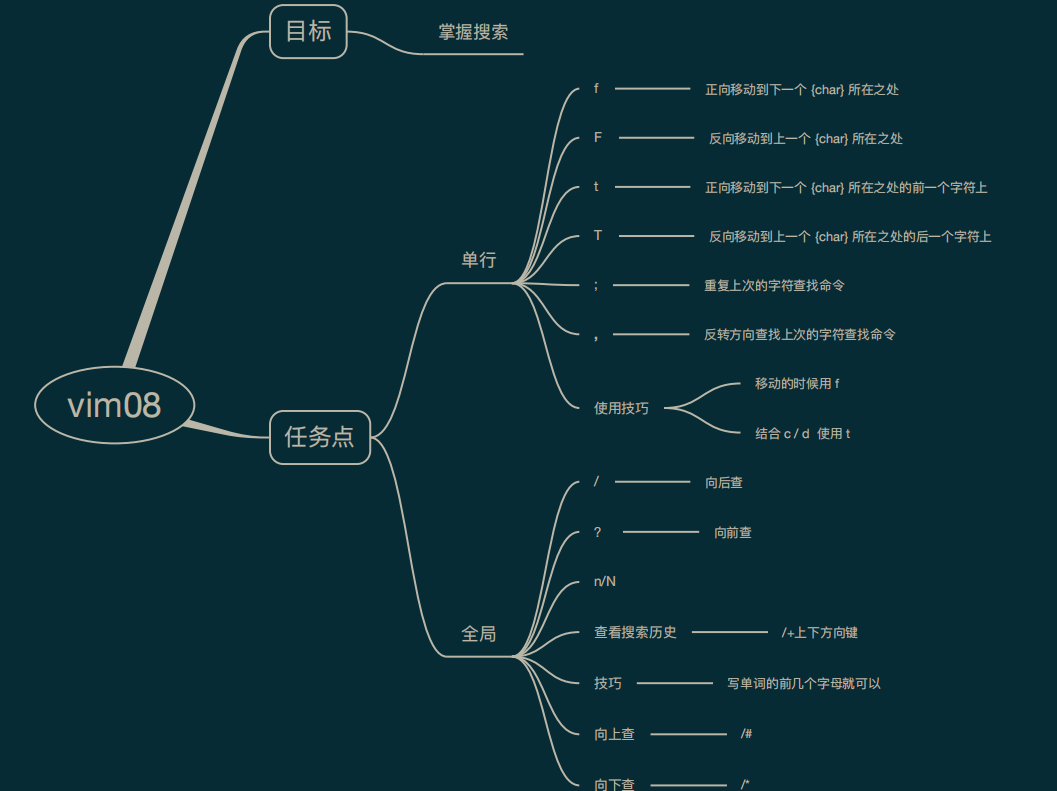 目标
掌握搜索
f
正向移动到下一个 {char} 所在之处
F
反向移动到上一个 {char} 所在之处
t
正向移动到下一个 {char} 所在之处的前一个字符上
T
反向移动到上一个 {char} 所在之处的后一个字符上
单行
;
重复上次的字符查找命令
，
反转方向查找上次的字符查找命令
使用技巧
移动的时候用 f
结合 c / d 使用 t
vim08
任务点
/
向后查
?
向前查
n/N
全局
查看搜索历史
/+上下方向键
技巧
写单词的前几个字母就可以
向上查
/#
向下查
/*